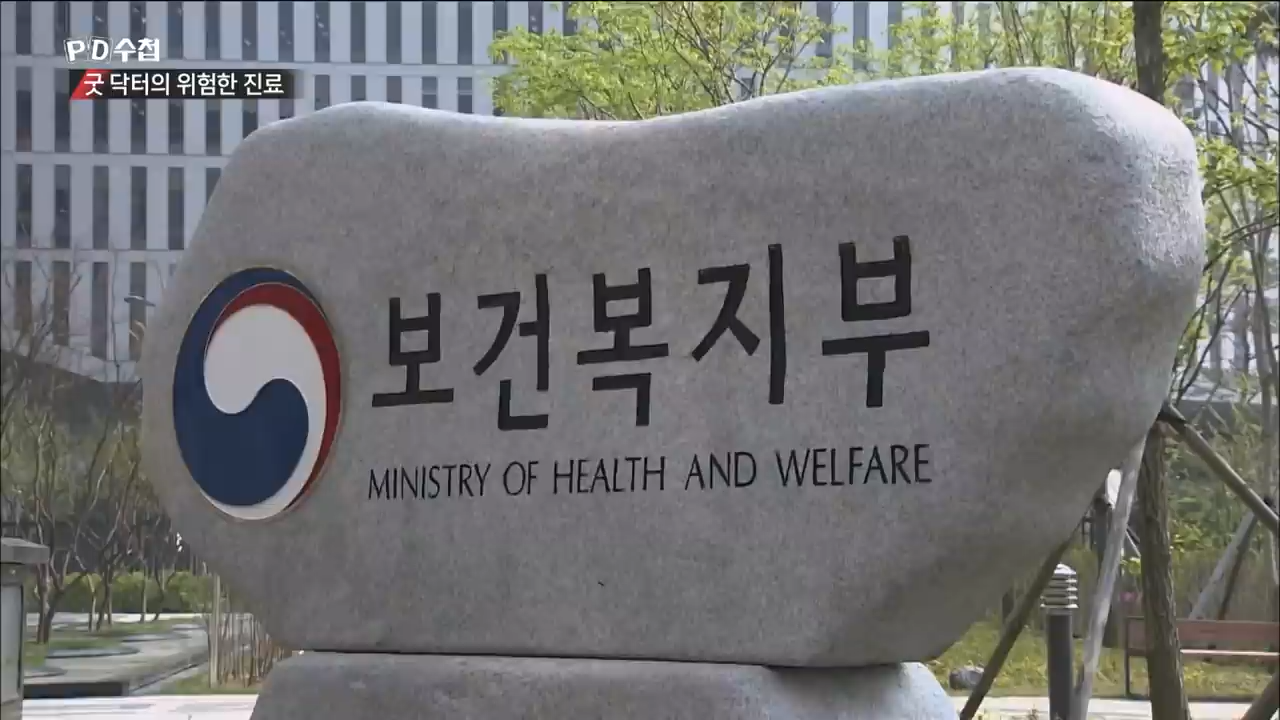 PD수첩
굿 닥터의 위험한 진료
보건복지부
MINISTRY OF HEALTH AND WELFARE